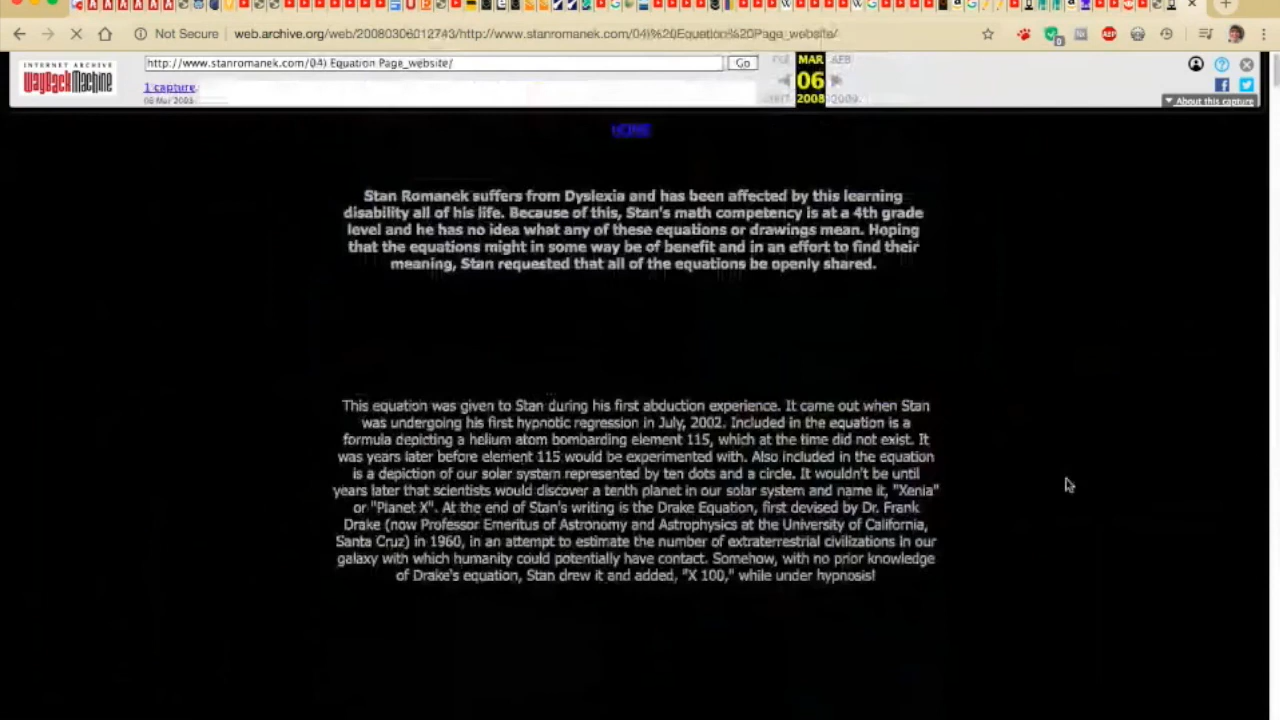 Not Secure web.archive.org/web/20080306012743/http://www.stanromanek.com/04)%20Equation%20Page_website/
INTERNET ARCHIVE
WayBackMachine
http://www.stanromanek.com/04) Equation Page_website/
Go
MAR
06
2008
1 capture
About this capture
HOME
Stan Romanek suffers from Dyslexia and has been affected by this learning
disability all of his life. Because of this, Stan's math competency is at a 4th grade
level and he has no idea what any of these equations or drawings mean. Hoping
that the equations might in some way be of benefit and in an effort to find their
meaning, Stan requested that all of the equations be openly shared.
This equation was given to Stan during his first abduction experience. It came out when Stan
was undergoing his first hypnotic regression in July, 2002. Included in the equation is a
formula depicting a helium atom bombarding element 115, which at the time did not exist. It
was years later before element 115 would be experimented with. Also included in the equation
is a depiction of our solar system represented by ten dots and a circle. It wouldn't be until
years later that scientists would discover a tenth planet in our solar system and name it, "Xenia"
or "Planet X". At the end of Stan's writing is the Drake Equation, first devised by Dr. Frank
Drake (now Professor Emeritus of Astronomy and Astrophysics at the University of California,
Santa Cruz) in 1960, in an attempt to estimate the number of extraterrestrial civilizations in our
galaxy with which humanity could potentially have contact. Somehow, with no prior knowledge
of Drake's equation, Stan drew it and added, "X 100," while under hypnosis!